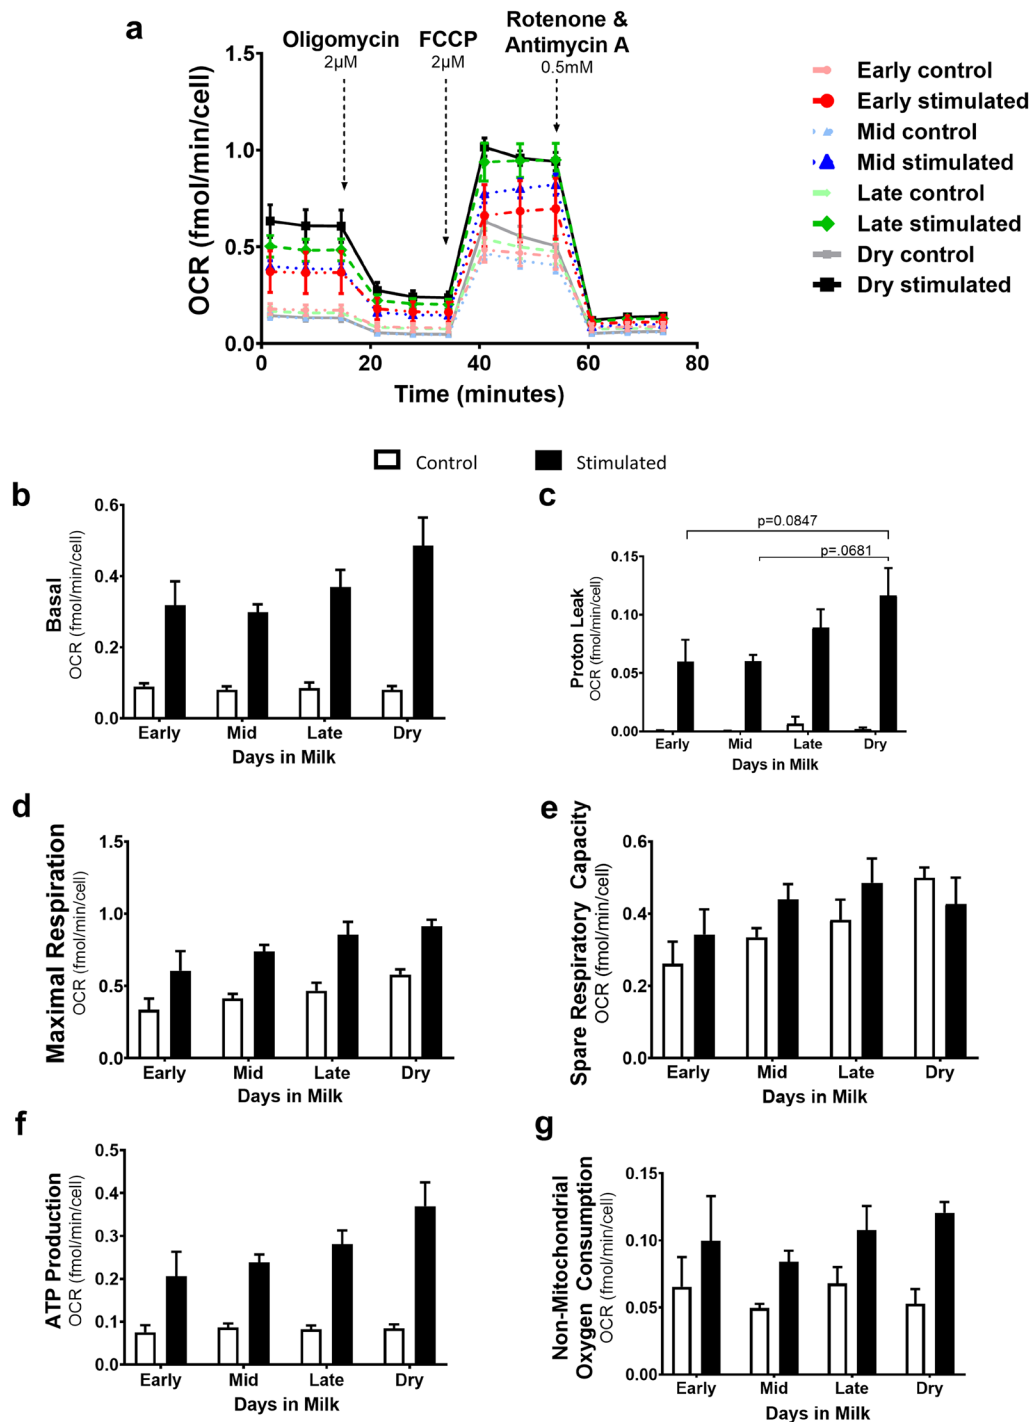 a
Oligomycin
2µM
FCCP
2µM
Rotenone &
Antimycin A
0.5mM
OCR (fmol/min/cell)
1.5
1.0
0.5
0.0
0
20
40
60
80
Time (minutes)
Early control
Early stimulated
Mid control
Mid stimulated
Late control
Late stimulated
Dry control
Dry stimulated
Control
Stimulated
b
Basal
OCR (fmol/min/cell)
0.6
0.4
0.2
0.0
Early
Mid
Late
Dry
Days in Milk
c
p=0.0847
p=.0681
Proton Leak
OCR (fmol/min/cell)
0.15
0.10
0.05
0.00
Early
Mid
Late
Dry
Days in Milk
d
Maximal Respiration
OCR (fmol/min/cell)
1.5
1.0
0.5
0.0
Early
Mid
Late
Dry
Days in Milk
e
Spare Respiratory Capacity
OCR (fmol/min/cell)
0.6
0.4
0.2
0.0
Early
Mid
Late
Dry
Days in Milk
f
ATP Production
OCR (fmol/min/cell)
0.5
0.4
0.3
0.2
0.1
0.0
Early
Mid
Late
Dry
Days in Milk
g
Non-Mitochondrial
Oxygen Consumption
OCR (fmol/min/cell)
0.15
0.10
0.05
0.00
Early
Mid
Late
Dry
Days in Milk